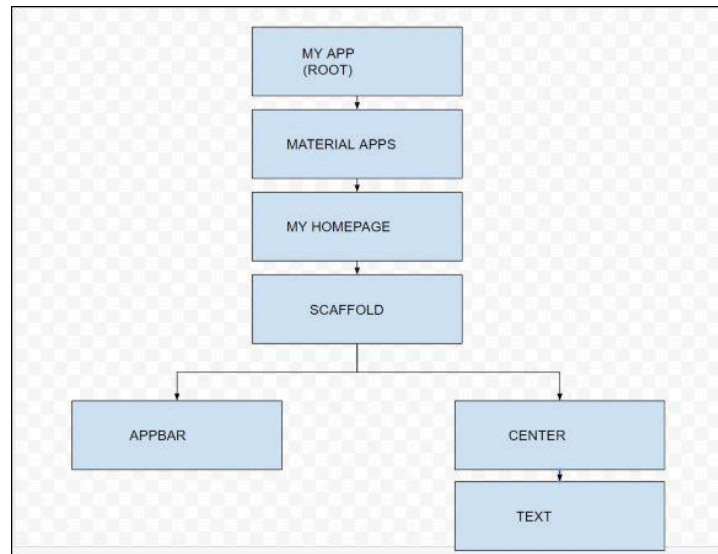 MY APP
(ROOT)
MATERIAL APPS
MY HOMEPAGE
SCAFFOLD
APPBAR
CENTER
TEXT